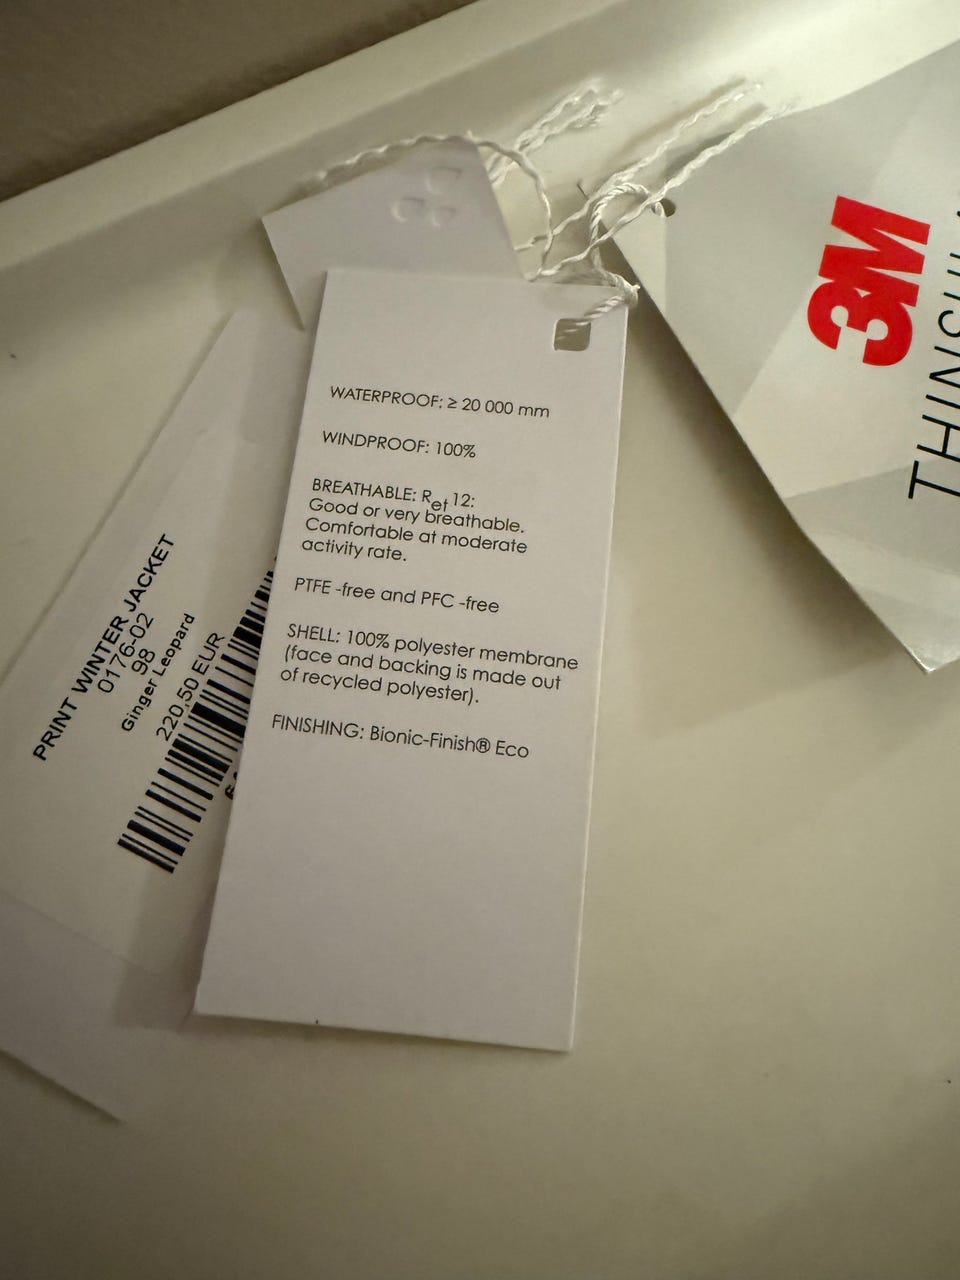 WATERPROOF: ≥ 20 000 mm
WINDPROOF: 100%
BREATHABLE: Ret 12:
Good or very breathable.
Comfortable at moderate
activity rate.
PTFE -free and PFC -free
SHELL: 100% polyester membrane
(face and backing is made out
of recycled polyester).
FINISHING: Bionic-Finish® Eco
PRINT WINTER JACKET
0176-02
98
Ginger Leopard
220,50 EUR
3M